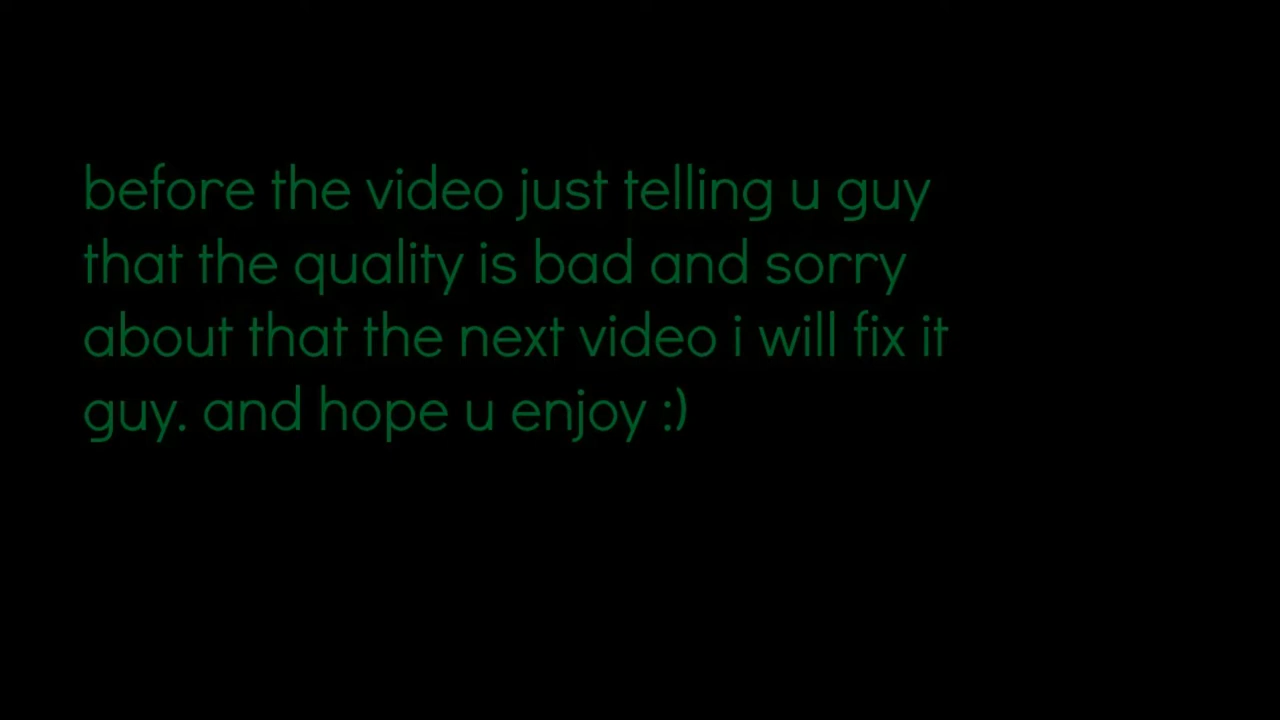 before the video just telling u guy
that the quality is bad and sorry
about that the next video i will fix it
guy. and hope u enjoy :)